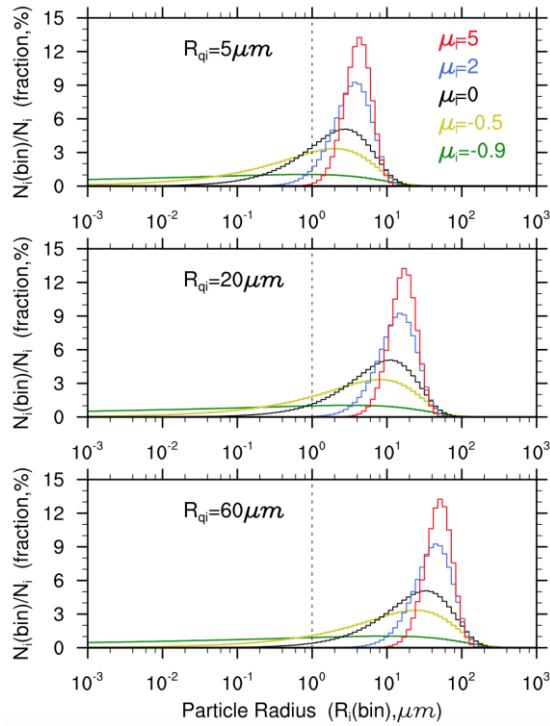 15
12
9
6
3
0
N_i(bin)/N_i (fraction,%)
R_qi=5μm
μ_i=5
μ_i=2
μ_i=0
μ_i=-0.5
μ_i=-0.9
10^-3 10^-2 10^-1 10^0 10^1 10^2 10^3
15
12
9
6
3
0
N_i(bin)/N_i (fraction,%)
R_qi=20μm
10^-3 10^-2 10^-1 10^0 10^1 10^2 10^3
15
12
9
6
3
0
N_i(bin)/N_i (fraction,%)
R_qi=60μm
10^-3 10^-2 10^-1 10^0 10^1 10^2 10^3
Particle Radius (R_i(bin),μm)